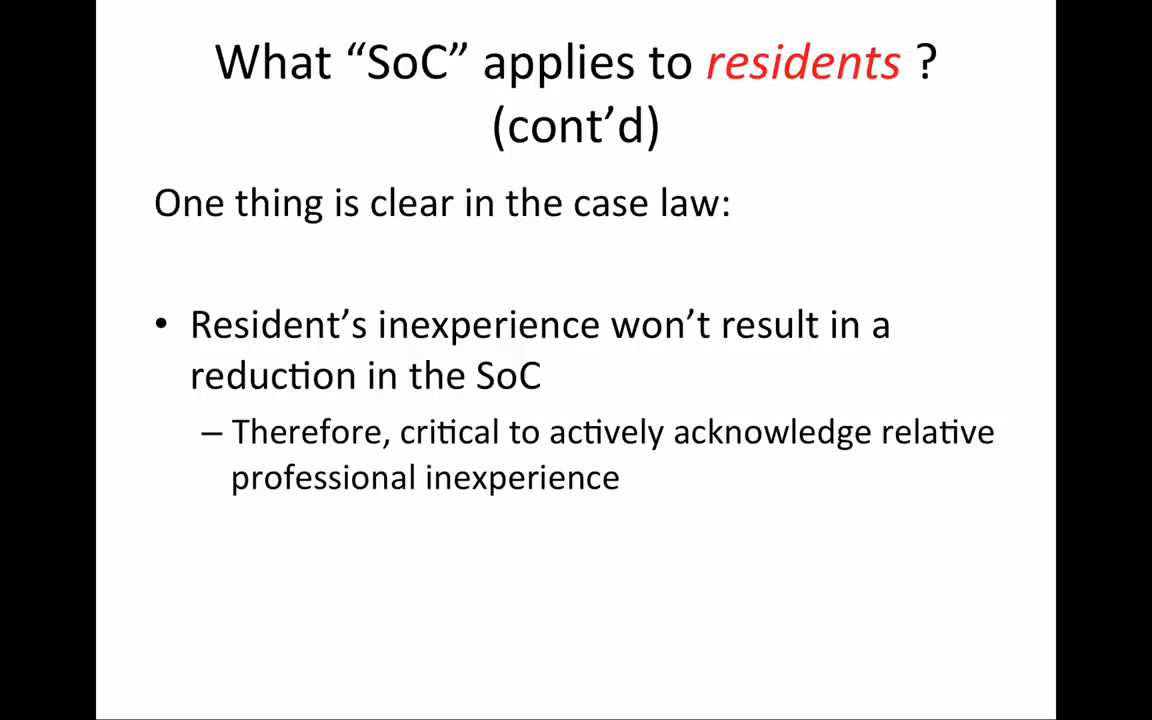 What “SoC” applies to residents ?
(cont’d)
One thing is clear in the case law:
• Resident’s inexperience won’t result in a
reduction in the SoC
– Therefore, critical to actively acknowledge relative
professional inexperience